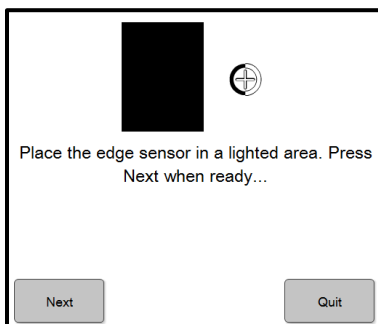 Place the edge sensor in a lighted area. Press
Next when ready...
Next
Quit